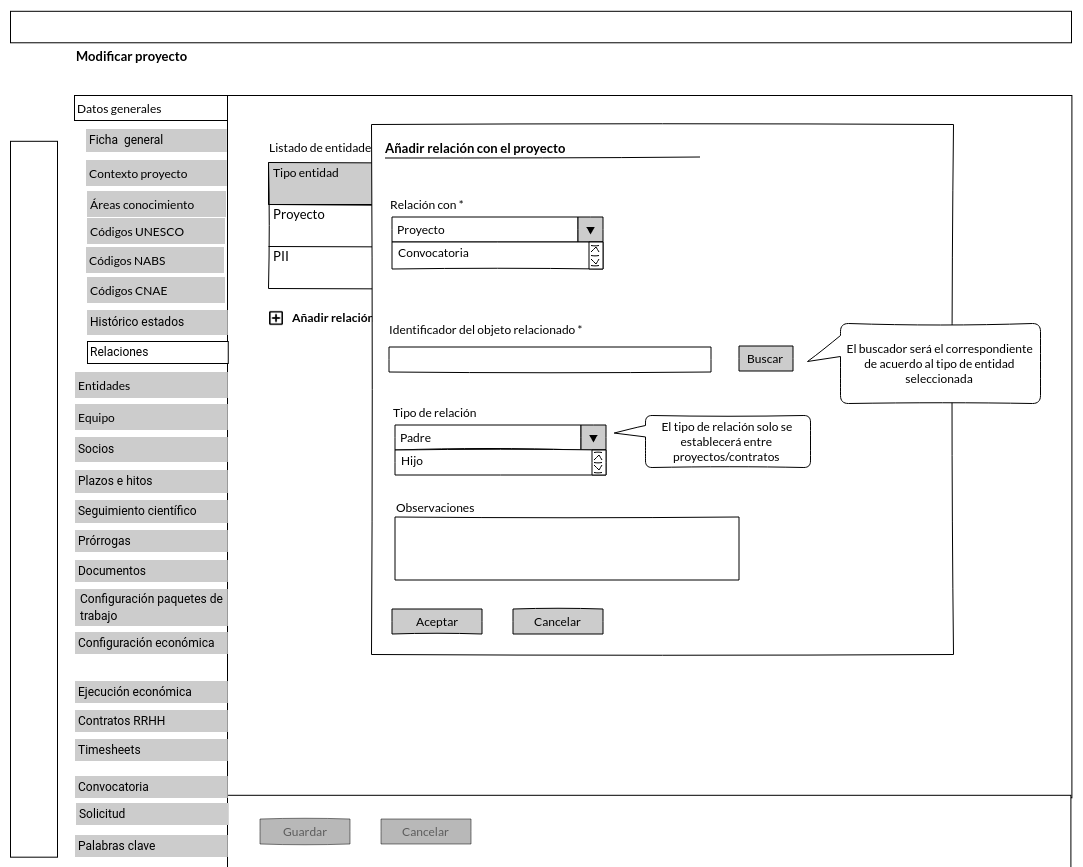 Modificar proyecto
Datos generales
Ficha general
Contexto proyecto
Áreas conocimiento
Códigos UNESCO
Códigos NABS
Códigos CNAE
Histórico estados
Relaciones
Entidades
Equipo
Socios
Plazos e hitos
Seguimiento científico
Prórrogas
Documentos
Configuración paquetes de
trabajo
Configuración económica
Ejecución económica
Contratos RRHH
Timesheets
Convocatoria
Solicitud
Palabras clave
Listado de entidade
Tipo entidad
Proyecto
PII
Añadir relación
Añadir relación con el proyecto
Relación con *
Proyecto
Convocatoria
Identificador del objeto relacionado *
Buscar
El buscador será el correspondiente
de acuerdo al tipo de entidad
seleccionada
Tipo de relación
Padre
Hijo
El tipo de relación solo se
establecerá entre
proyectos/contratos
Observaciones
Aceptar
Cancelar
Guardar
Cancelar